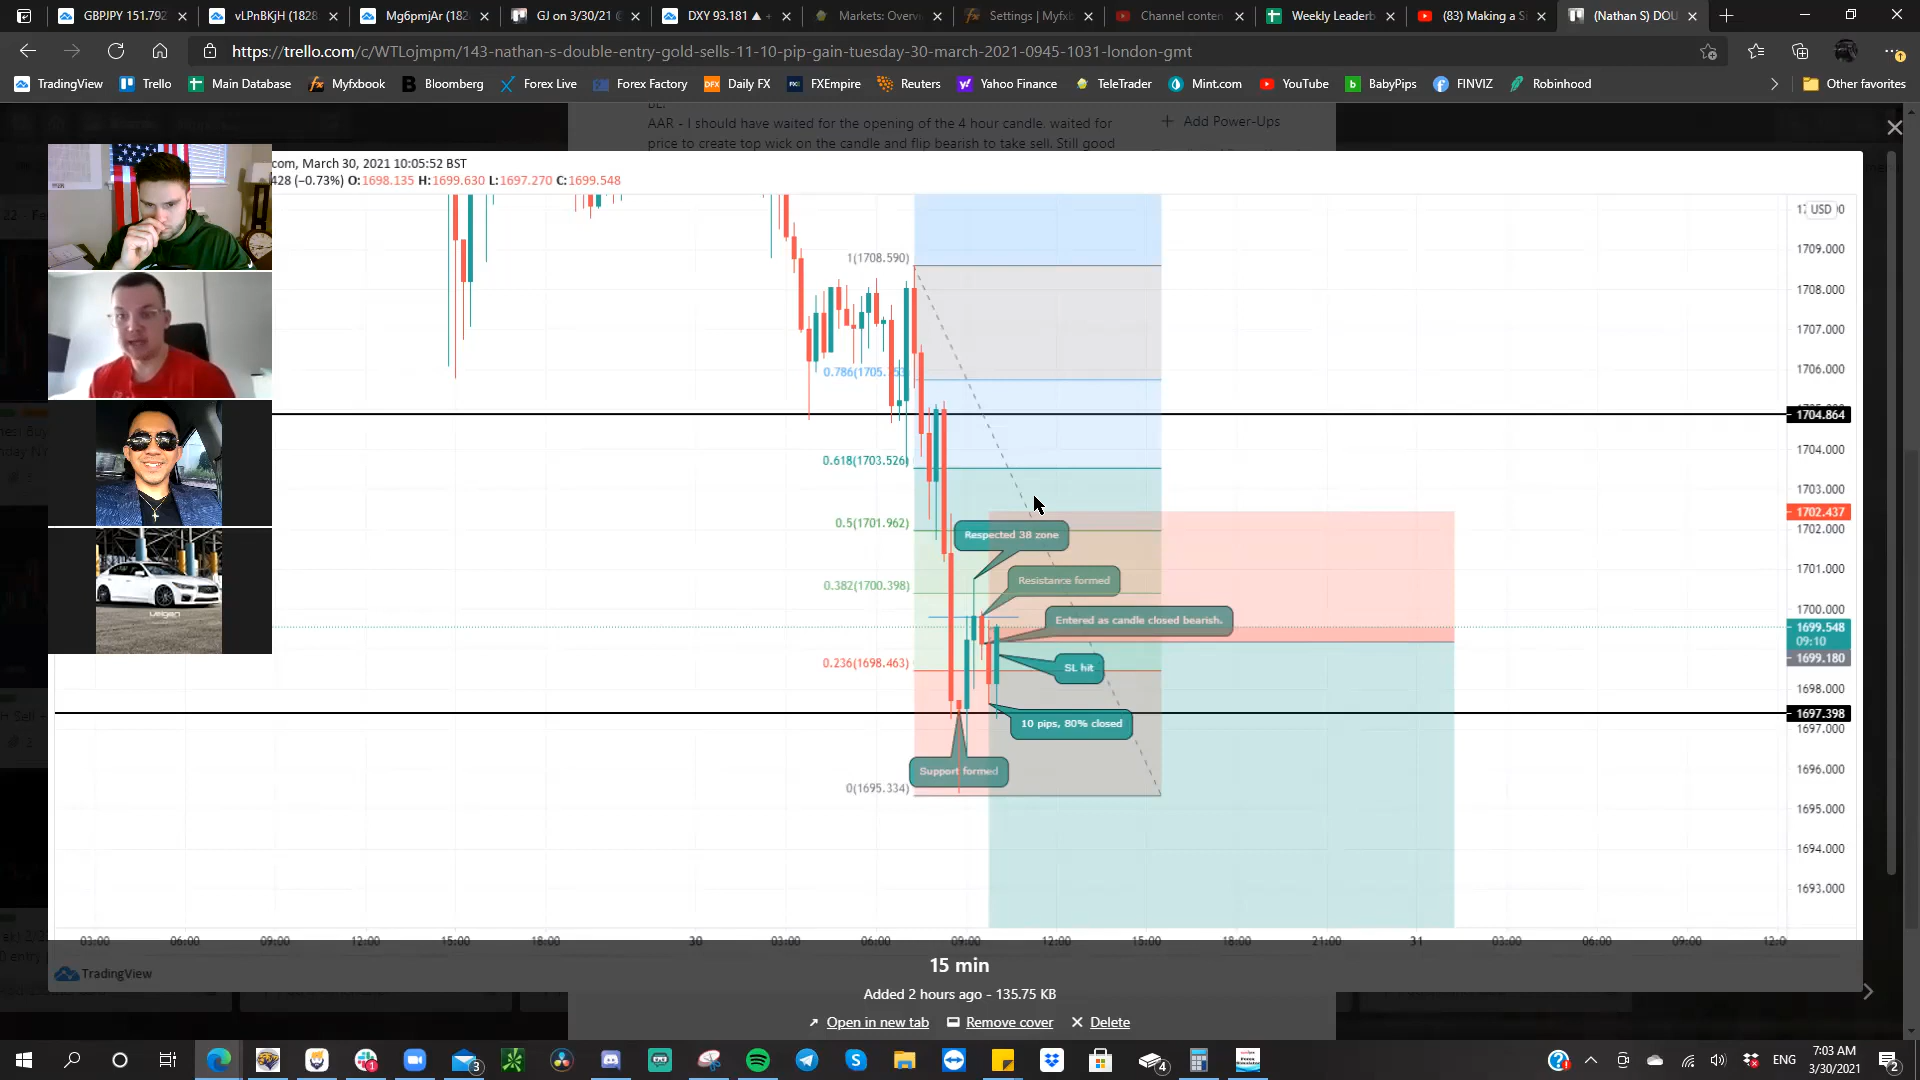 GBPJPY 151.792
vLPnBKjH (1828
Mg6pmjAr (182
GJ on 3/30/21
DXY 93.181
Markets: Overvi
Settings | Myfxb
Channel conten
Weekly Leaderb
(83) Making a S
(Nathan S) DOU
https://trello.com/c/WTLojmpm/143-nathan-s-double-entry-gold-sells-11-10-pip-gain-tuesday-30-march-2021-0945-1031-london-gmt
TradingView
Trello
Main Database
Myfxbook
Bloomberg
Forex Live
Forex Factory
Daily FX
FXEmpire
Reuters
Yahoo Finance
TeleTrader
Mint.com
YouTube
BabyPips
FINVIZ
Robinhood
Other favorites
BE.
AAR - I should have waited for the opening of the 4 hour candle. waited for
price to create top wick on the candle and flip bearish to take sell. Still good
Add Power-Ups
com, March 30, 2021 10:05:52 BST
428 (−0.73%) O:1698.135 H:1699.630 L:1697.270 C:1699.548
USD
1709.000
1708.000
1707.000
1706.000
1704.864
1704.000
1703.000
1702.437
1702.000
1701.000
1700.000
1699.548
09:10
1699.180
1698.000
1697.398
1697.000
1696.000
1695.000
1694.000
1693.000
1(1708.590)
0.618(1703.526)
0.5(1701.962)
0.382(1700.398)
0.236(1698.463)
0(1695.334)
Respected 38 zone
Resistance formed
Entered as candle closed bearish.
SL hit
10 pips, 80% closed
Support formed
03:00 06:00 09:00 12:00 15:00 18:00 30 03:00 06:00 09:00 12:00 15:00 18:00 21:00 31 03:00 06:00 09:00 12:0
TradingView
15 min
Added 2 hours ago - 135.75 KB
Open in new tab
Remove cover
Delete
ENG
7:03 AM
3/30/2021